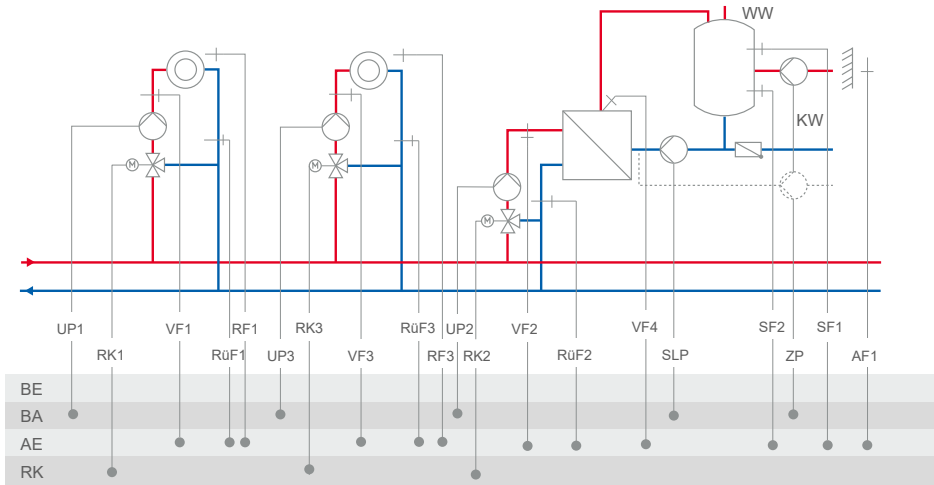 WW
KW
M
M
M
UP1
VF1
RF1
RK3
RüF3
UP2
VF2
VF4
SF2
SF1
RK1
RüF1
UP3
VF3
RF3
RK2
RüF2
SLP
ZP
AF1
BE
BA
AE
RK